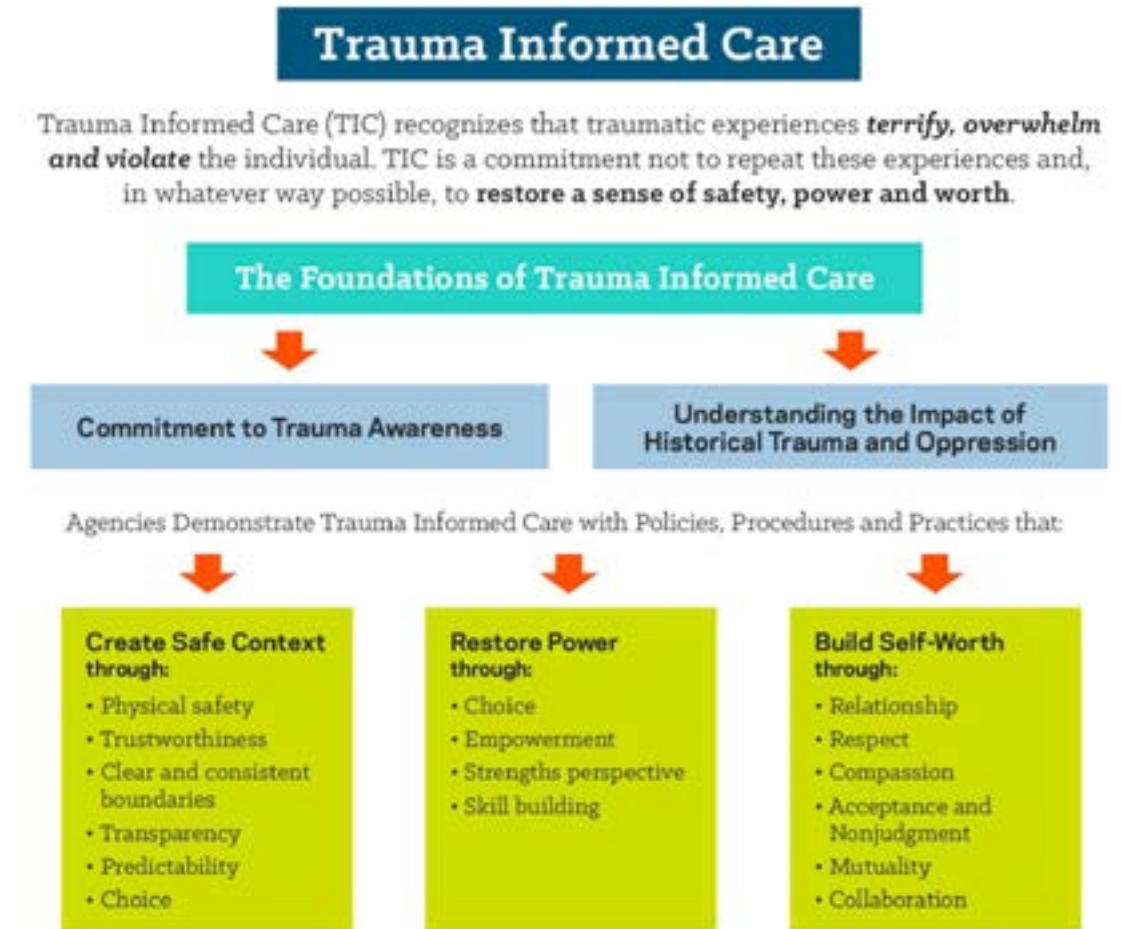 Trauma Informed Care
Trauma Informed Care (TIC) recognizes that traumatic experiences terrify, overwhelm
and violate the individual. TIC is a commitment not to repeat these experiences and,
in whatever way possible, to restore a sense of safety, power and worth.
The Foundations of Trauma Informed Care
Commitment to Trauma Awareness
Understanding the Impact of
Historical Trauma and Oppression
Agencies Demonstrate Trauma Informed Care with Policies, Procedures and Practices that:
Create Safe Context
through:
• Physical safety
• Trustworthiness
• Clear and consistent
boundaries
• Transparency
• Predictability
• Choice
Restore Power
through:
• Choice
• Empowerment
• Strengths perspective
• Skill building
Build Self-Worth
through:
• Relationship
• Respect
• Compassion
• Acceptance and
Nonjudgment
• Mutuality
• Collaboration